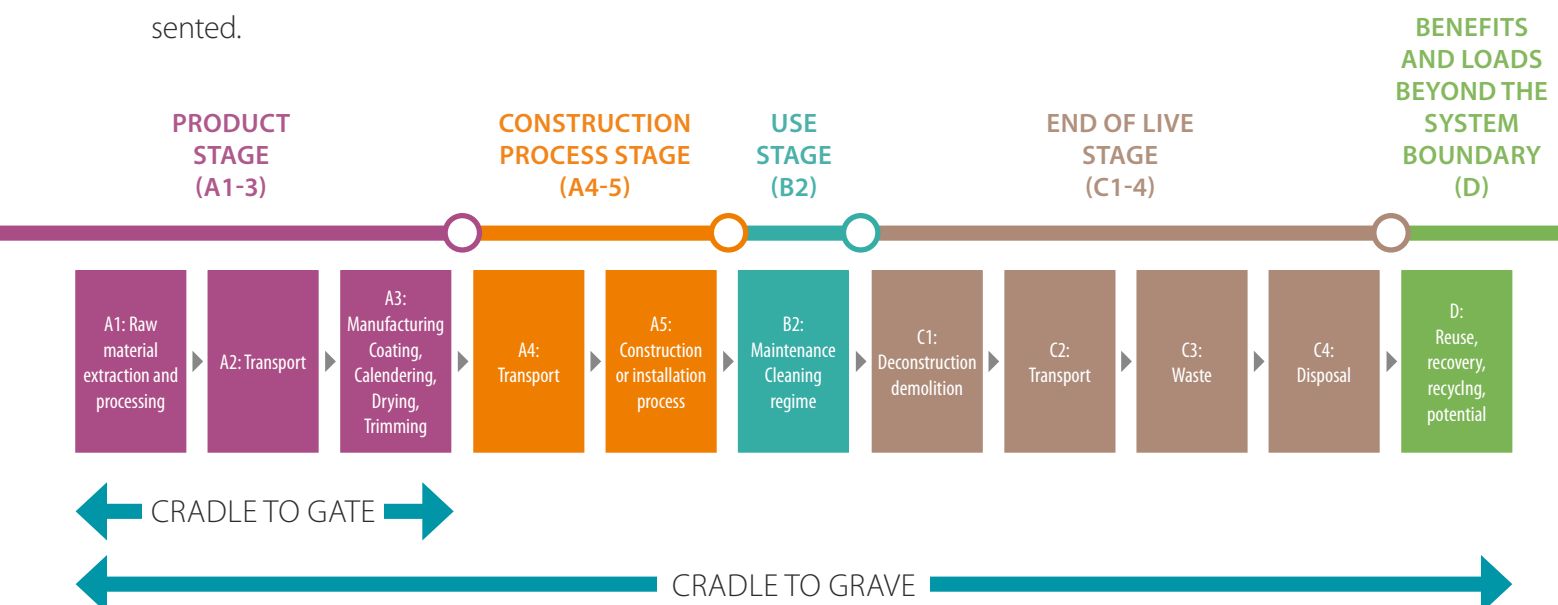 sented.
PRODUCT
STAGE
(A1-3)
CONSTRUCTION
PROCESS STAGE
(A4-5)
USE
STAGE
(B2)
END OF LIVE
STAGE
(C1-4)
BENEFITS
AND LOADS
BEYOND THE
SYSTEM
BOUNDARY
(D)
A1: Raw
material
extraction and
processing
A2: Transport
A3:
Manufacturing
Coating,
Calendering,
Drying,
Trimming
A4:
Transport
A5:
Construction
or installation
process
B2:
Maintenance
Cleaning
regime
C1:
Deconstruction
demolition
C2:
Transport
C3:
Waste
C4:
Disposal
D:
Reuse,
recovery,
recyclng,
potential
CRADLE TO GATE
CRADLE TO GRAVE